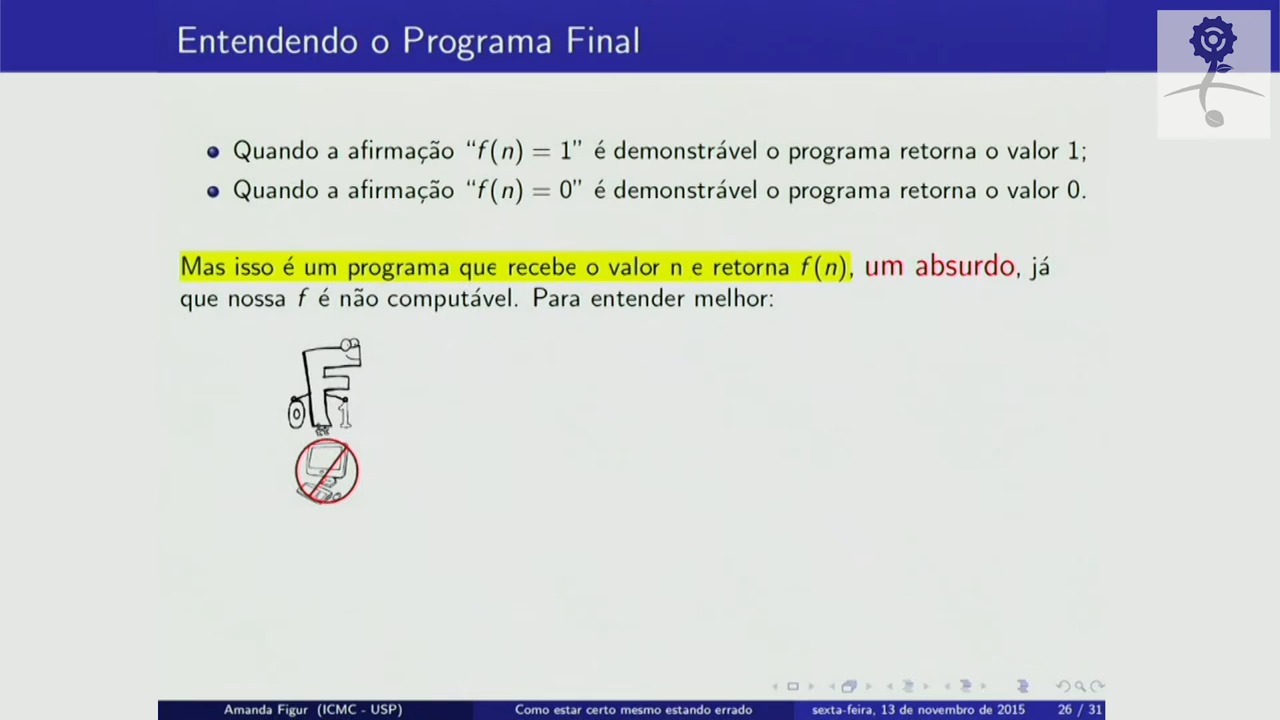 Entendendo o Programa Final
Quando a afirmação “f(n) = 1” é demonstrável o programa retorna o valor 1;
Quando a afirmação “f(n) = 0” é demonstrável o programa retorna o valor 0.
Mas isso é um programa que recebe o valor n e retorna f(n), um absurdo, já
que nossa f é não computável. Para entender melhor:
F
0 1
Amanda Figur (ICMC - USP) Como estar certo mesmo estando errado sexta-feira, 13 de novembro de 2015 26 / 31